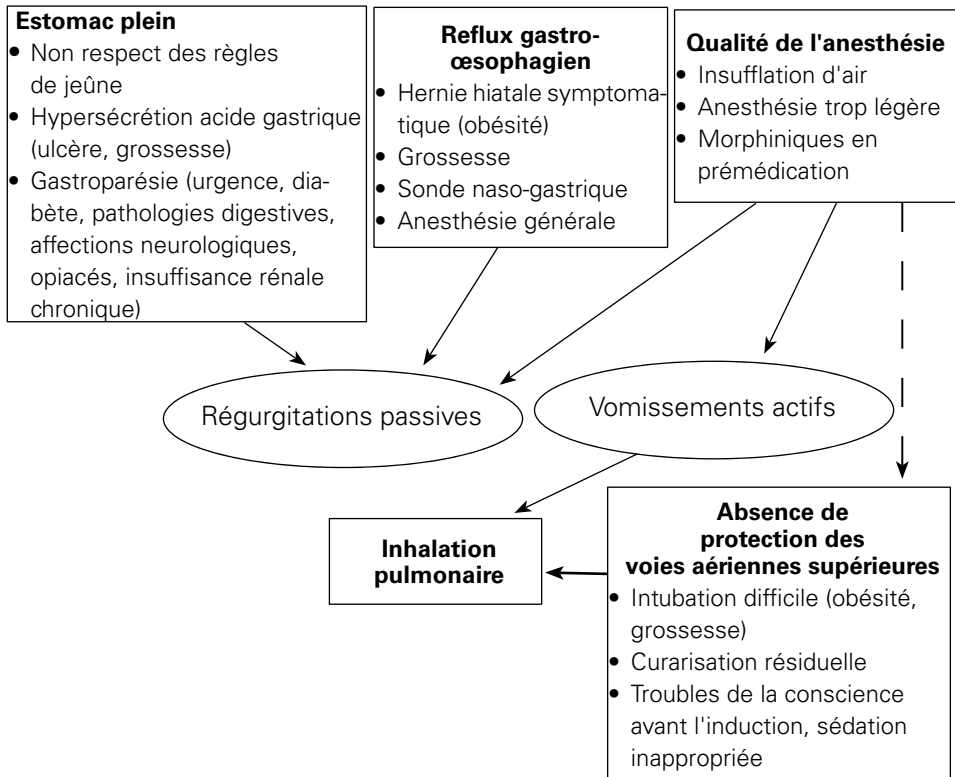 Estomac plein
• Non respect des règles
de jeûne
• Hypersécrétion acide gastrique
(ulcère, grossesse)
• Gastroparésie (urgence, dia-
bète, pathologies digestives,
affections neurologiques,
opiacés, insuffisance rénale
chronique)
Reflux gastro-
œsophagien
• Hernie hiatale symptoma-
tique (obésité)
• Grossesse
• Sonde naso-gastrique
• Anesthésie générale
Qualité de l'anesthésie
• Insufflation d'air
• Anesthésie trop légère
• Morphiniques en
prémédication
Régurgitations passives
Vomissements actifs
Inhalation
pulmonaire
Absence de
protection des
voies aériennes supérieures
• Intubation difficile (obésité,
grossesse)
• Curarisation résiduelle
• Troubles de la conscience
avant l'induction, sédation
inappropriée